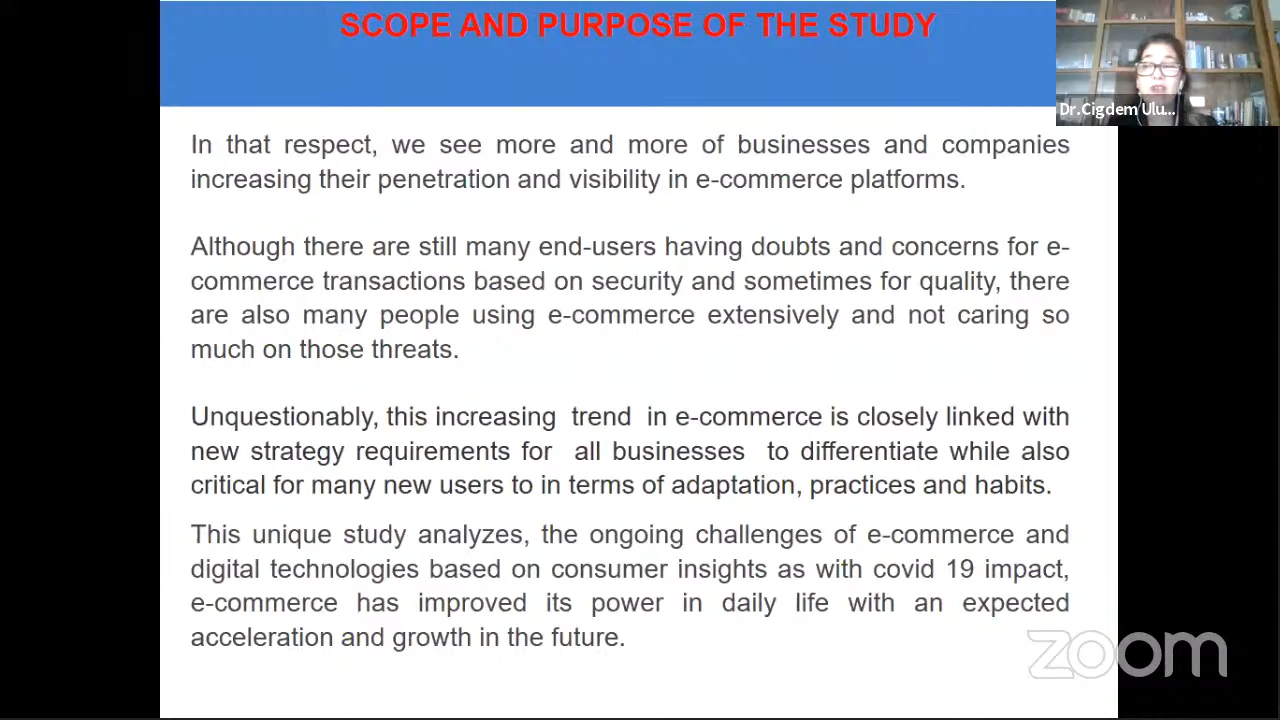 SCOPE AND PURPOSE OF THE STUDY
Dr.Cigdem Ulu...
In that respect, we see more and more of businesses and companies
increasing their penetration and visibility in e-commerce platforms.
Although there are still many end-users having doubts and concerns for e-
commerce transactions based on security and sometimes for quality, there
are also many people using e-commerce extensively and not caring so
much on those threats.
Unquestionably, this increasing trend in e-commerce is closely linked with
new strategy requirements for all businesses to differentiate while also
critical for many new users to in terms of adaptation, practices and habits.
This unique study analyzes, the ongoing challenges of e-commerce and
digital technologies based on consumer insights as with covid 19 impact,
e-commerce has improved its power in daily life with an expected
acceleration and growth in the future.
zoom